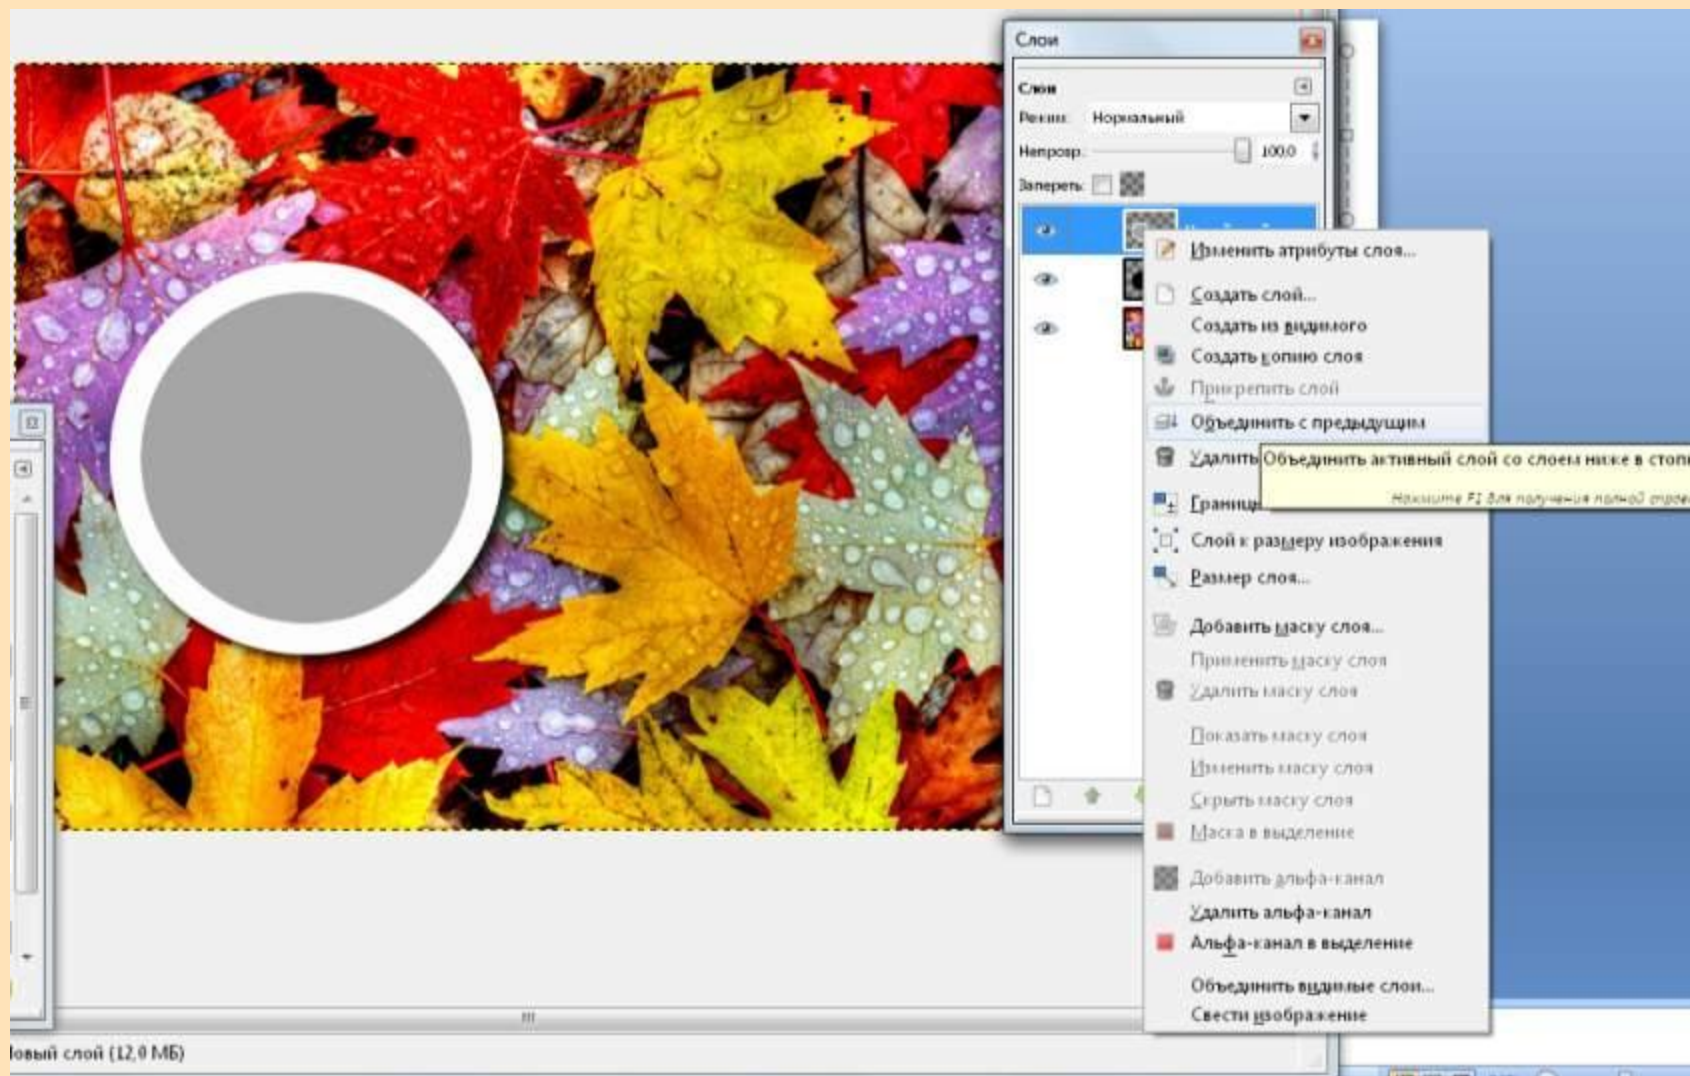 Слои
Слои
Режим: Нормальный
Непрозр.: 100,0
Запереть:
Изменить атрибуты слоя...
Создать слой...
Создать из видимого
Создать копию слоя
Прикрепить слой
Объединить с предыдущим
Удалить
Объединить активный слой со слоем ниже в
Нажмите F1 для получения полной
Границы
Слой к размеру изображения
Размер слоя...
Добавить маску слоя...
Применить маску слоя
Удалить маску слоя
Показать маску слоя
Изменить маску слоя
Скрыть маску слоя
Маска в выделение
Добавить альфа-канал
Удалить альфа-канал
Альфа-канал в выделение
Объединить видимые слои...
Свести изображение
слой (12,0 МБ)